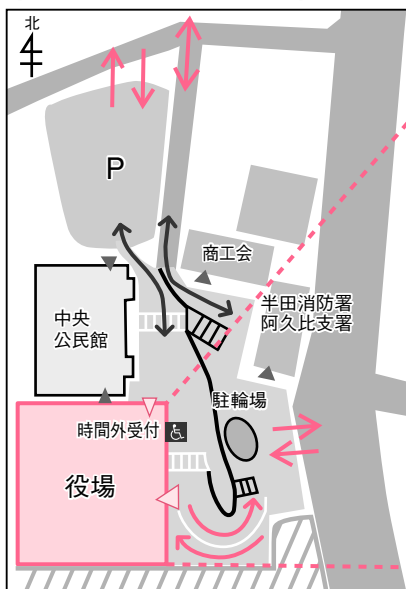 北
P
商工会
中央
公民館
半田消防署
阿久比支署
駐輪場
時間外受付
役場